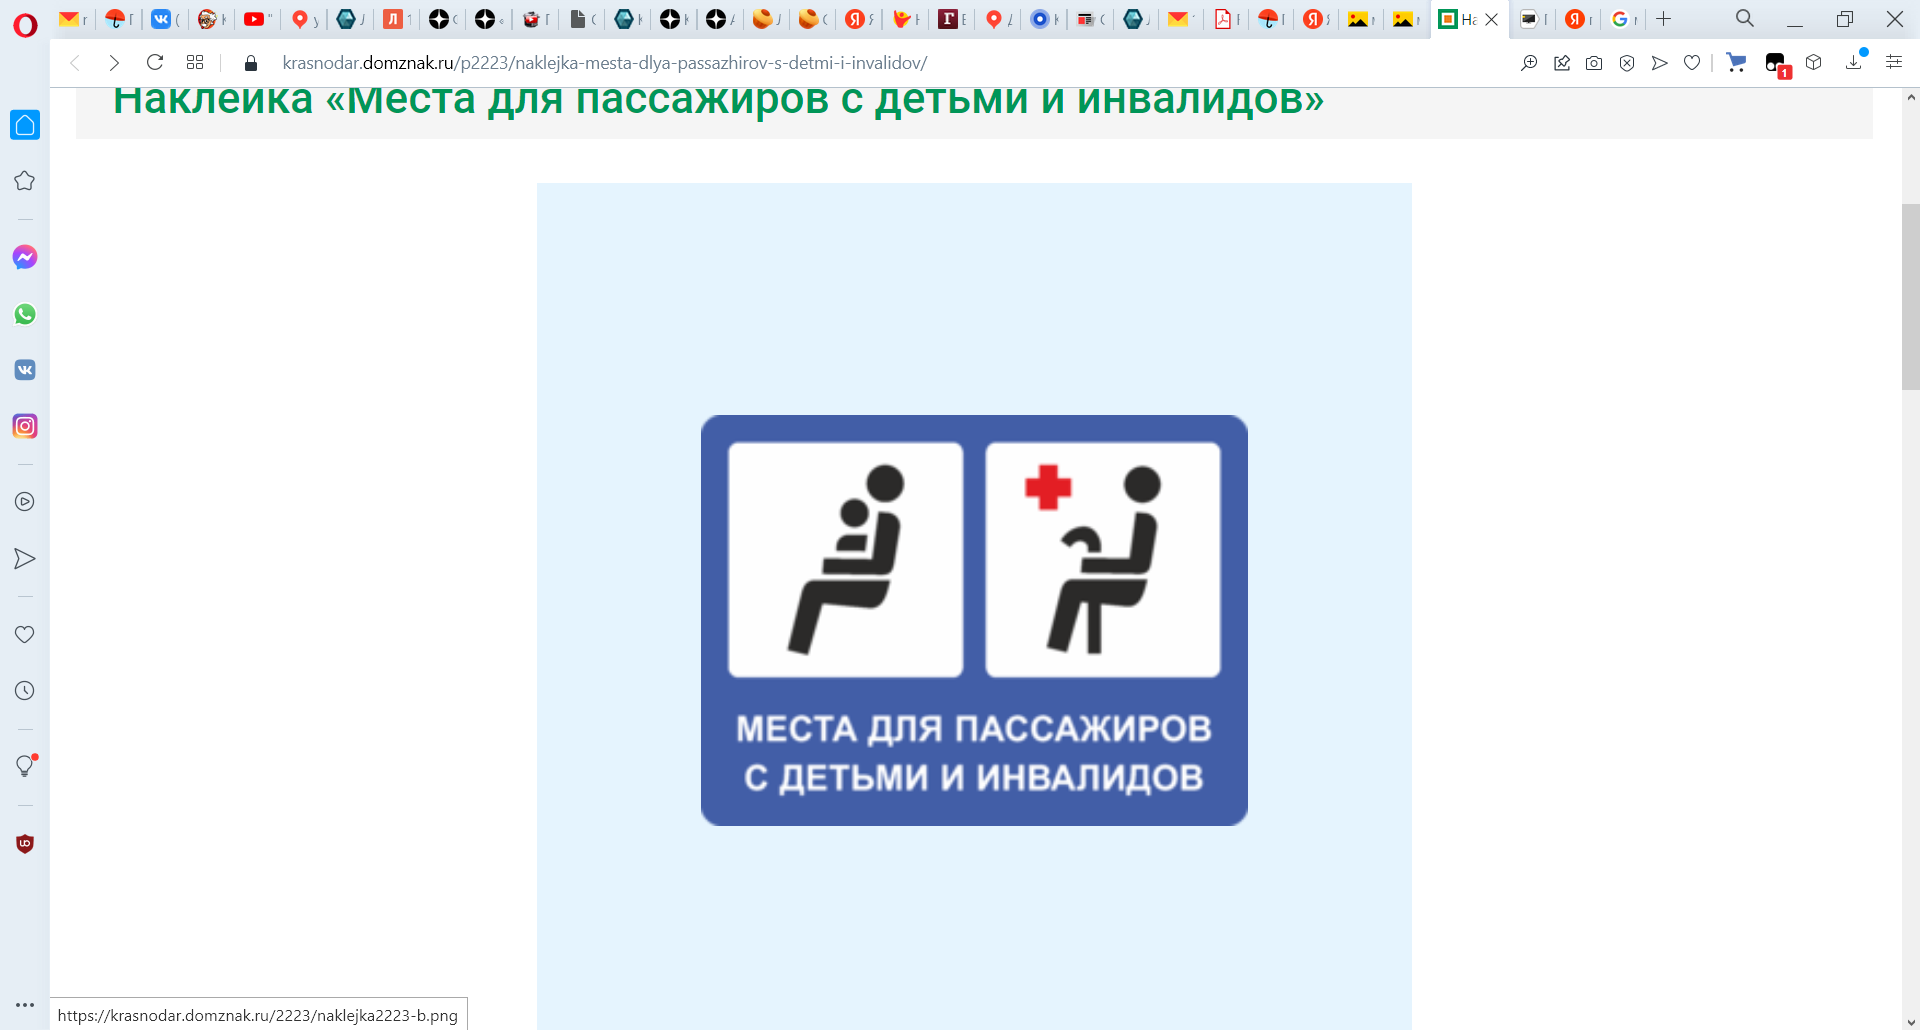 krasnodar.domznak.ru/p2223/naklejka-mesta-dlya-passazhirov-s-detmi-i-invalidov/
1
Наклейка «Места для пассажиров с детьми и инвалидов»
МЕСТА ДЛЯ ПАССАЖИРОВ
С ДЕТЬМИ И ИНВАЛИДОВ
https://krasnodar.domznak.ru/2223/naklejka2223-b.png